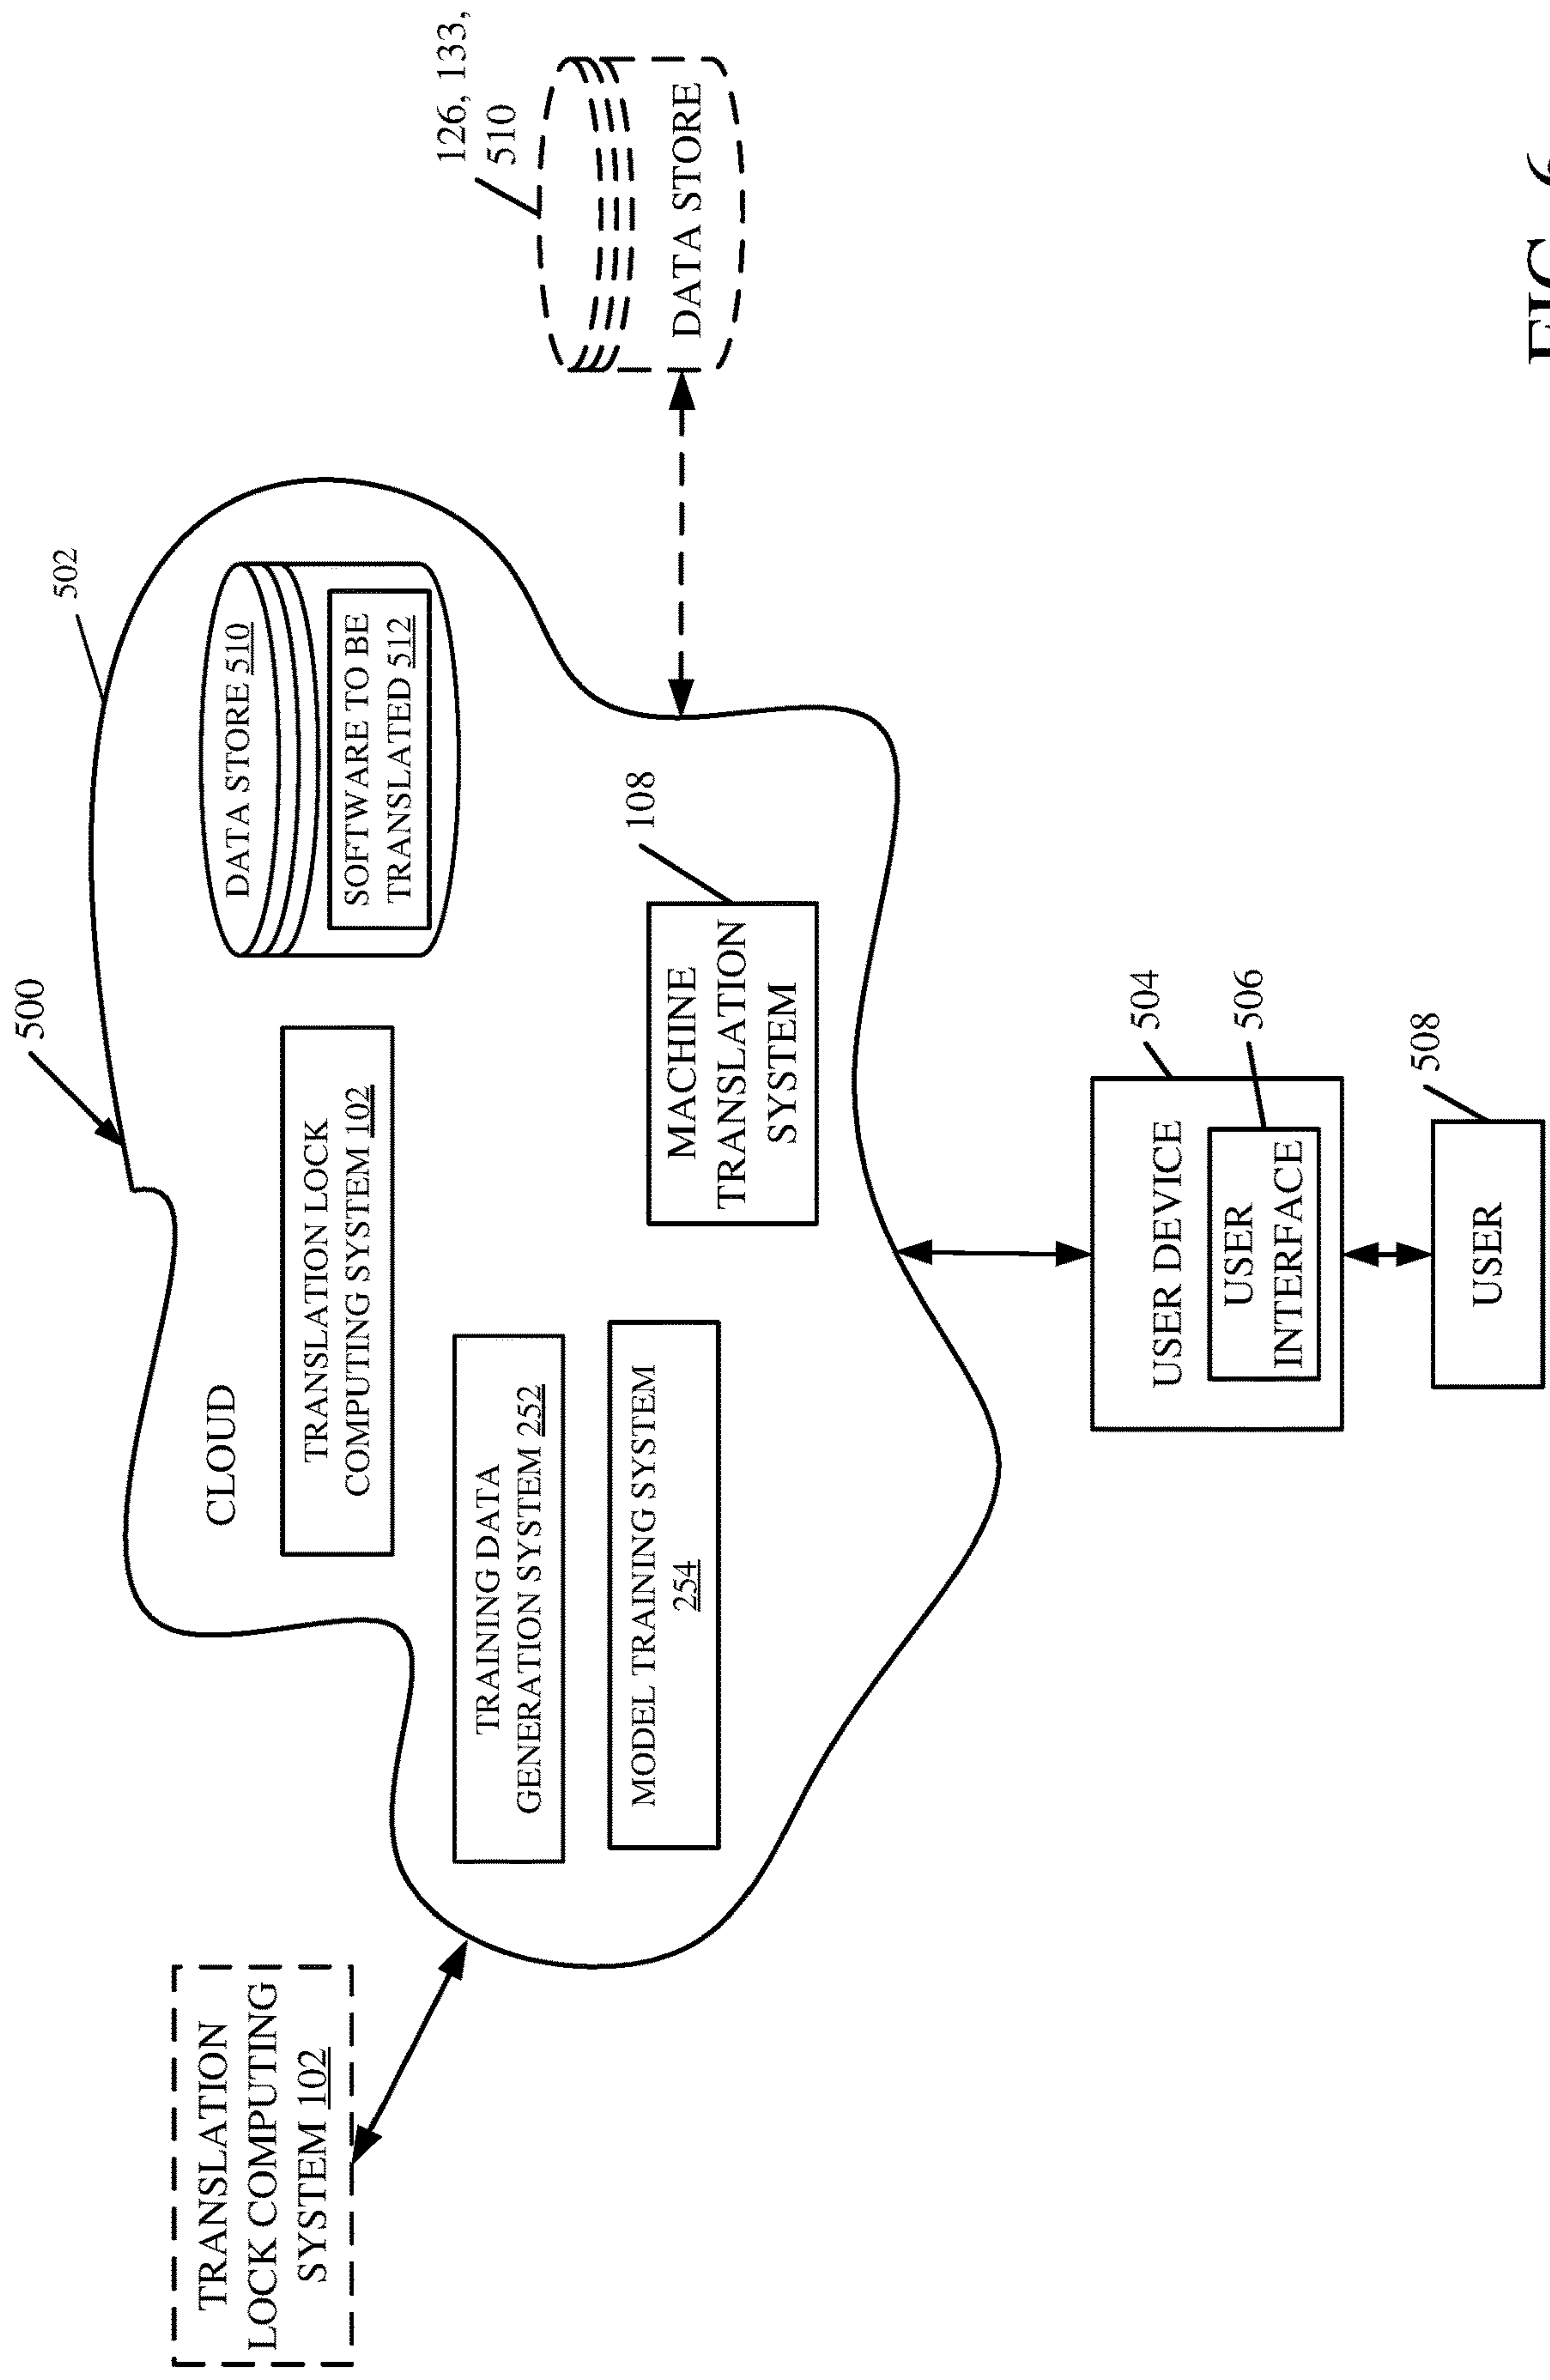 500
502
CLOUD
TRANSLATION
LOCK COMPUTING
SYSTEM 102
TRANSLATION LOCK
COMPUTING SYSTEM 102
DATA STORE 510
SOFTWARE TO BE
TRANSLATED 512
126, 133,
510
DATA STORE
TRAINING DATA
GENERATION SYSTEM 252
MODEL TRAINING SYSTEM
254
108
MACHINE
TRANSLATION
SYSTEM
504
USER DEVICE
506
USER
INTERFACE
508
USER
FIG. 6